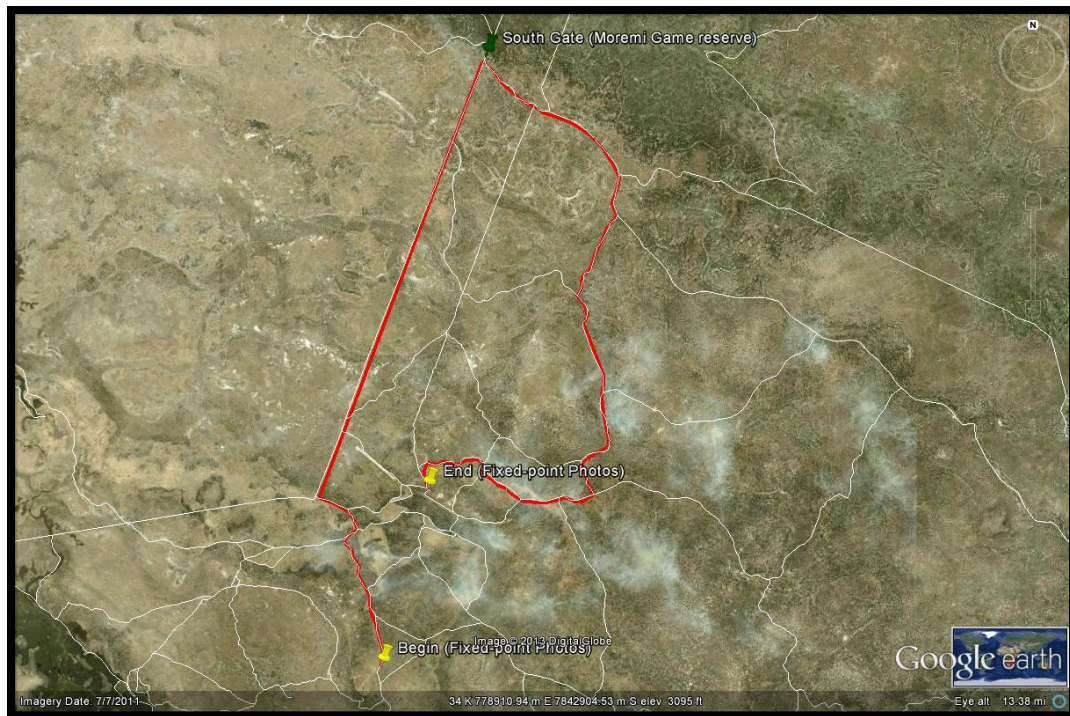 N
South Gate (Moremi Game reserve)
End (Fixed-point Photos)
Image © 2013 DigitalGlobe
Begin (Fixed-point Photos)
Google earth
Imagery Date: 7/7/2011
34 K 778910.94 m E 7842904.53 m S elev 3095 ft
Eye alt 13.38 mi